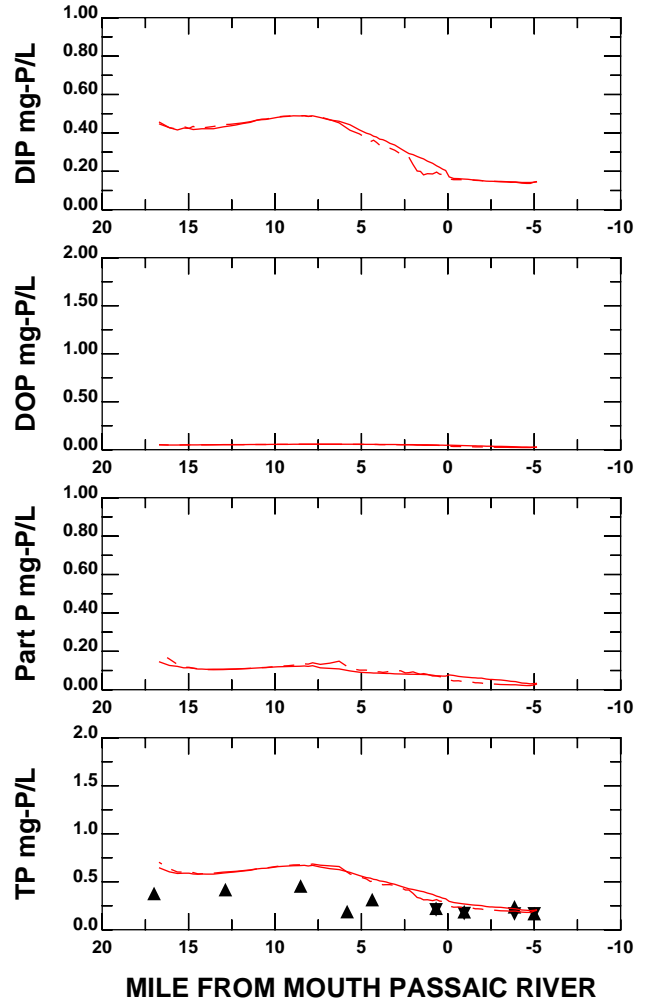 DIP mg-P/L
1.00
0.80
0.60
0.40
0.20
0.00
20 15 10 5 0 -5 -10
DOP mg-P/L
2.00
1.50
1.00
0.50
0.00
20 15 10 5 0 -5 -10
Part P mg-P/L
1.00
0.80
0.60
0.40
0.20
0.00
20 15 10 5 0 -5 -10
TP mg-P/L
2.0
1.5
1.0
0.5
0.0
20 15 10 5 0 -5 -10
MILE FROM MOUTH PASSAIC RIVER